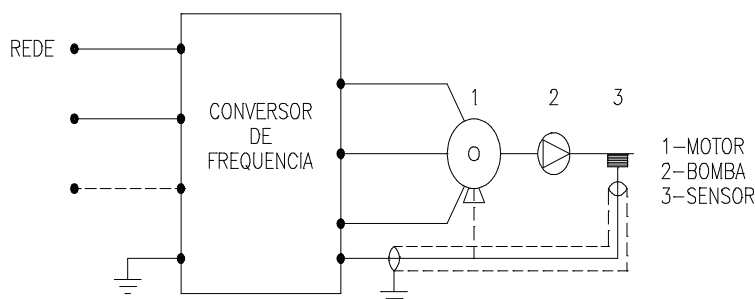 REDE
CONVERSOR
DE
FREQUENCIA
1
2
3
1-MOTOR
2-BOMBA
3-SENSOR